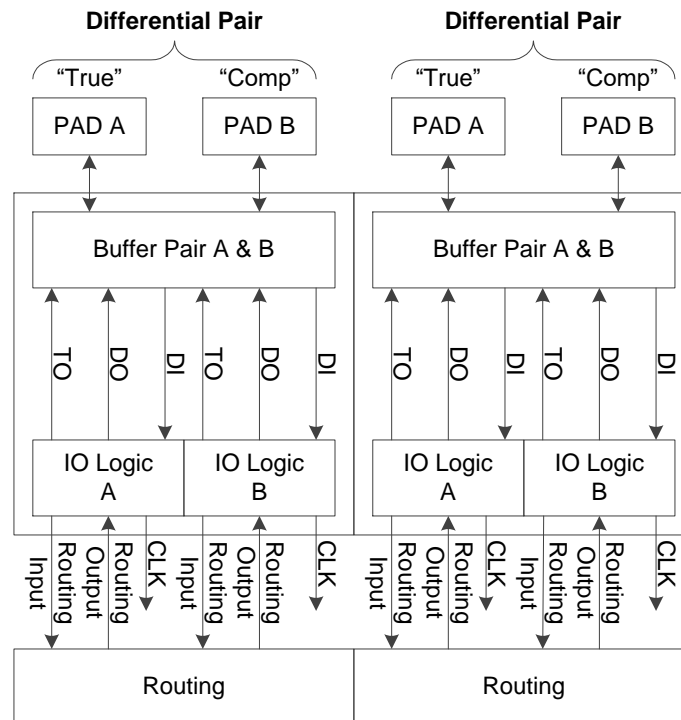 Differential Pair
Differential Pair
“True”
“Comp”
“True”
“Comp”
PAD A
PAD B
PAD A
PAD B
Buffer Pair A & B
Buffer Pair A & B
TO
DO
DI
TO
DO
DI
TO
DO
DI
TO
DO
DI
IO Logic
A
IO Logic
B
IO Logic
A
IO Logic
B
Routing
Input
Routing
Output
CLK
Routing
Input
Routing
Output
CLK
Routing
Input
Routing
Output
CLK
Routing
Input
Routing
Output
CLK
Routing
Routing